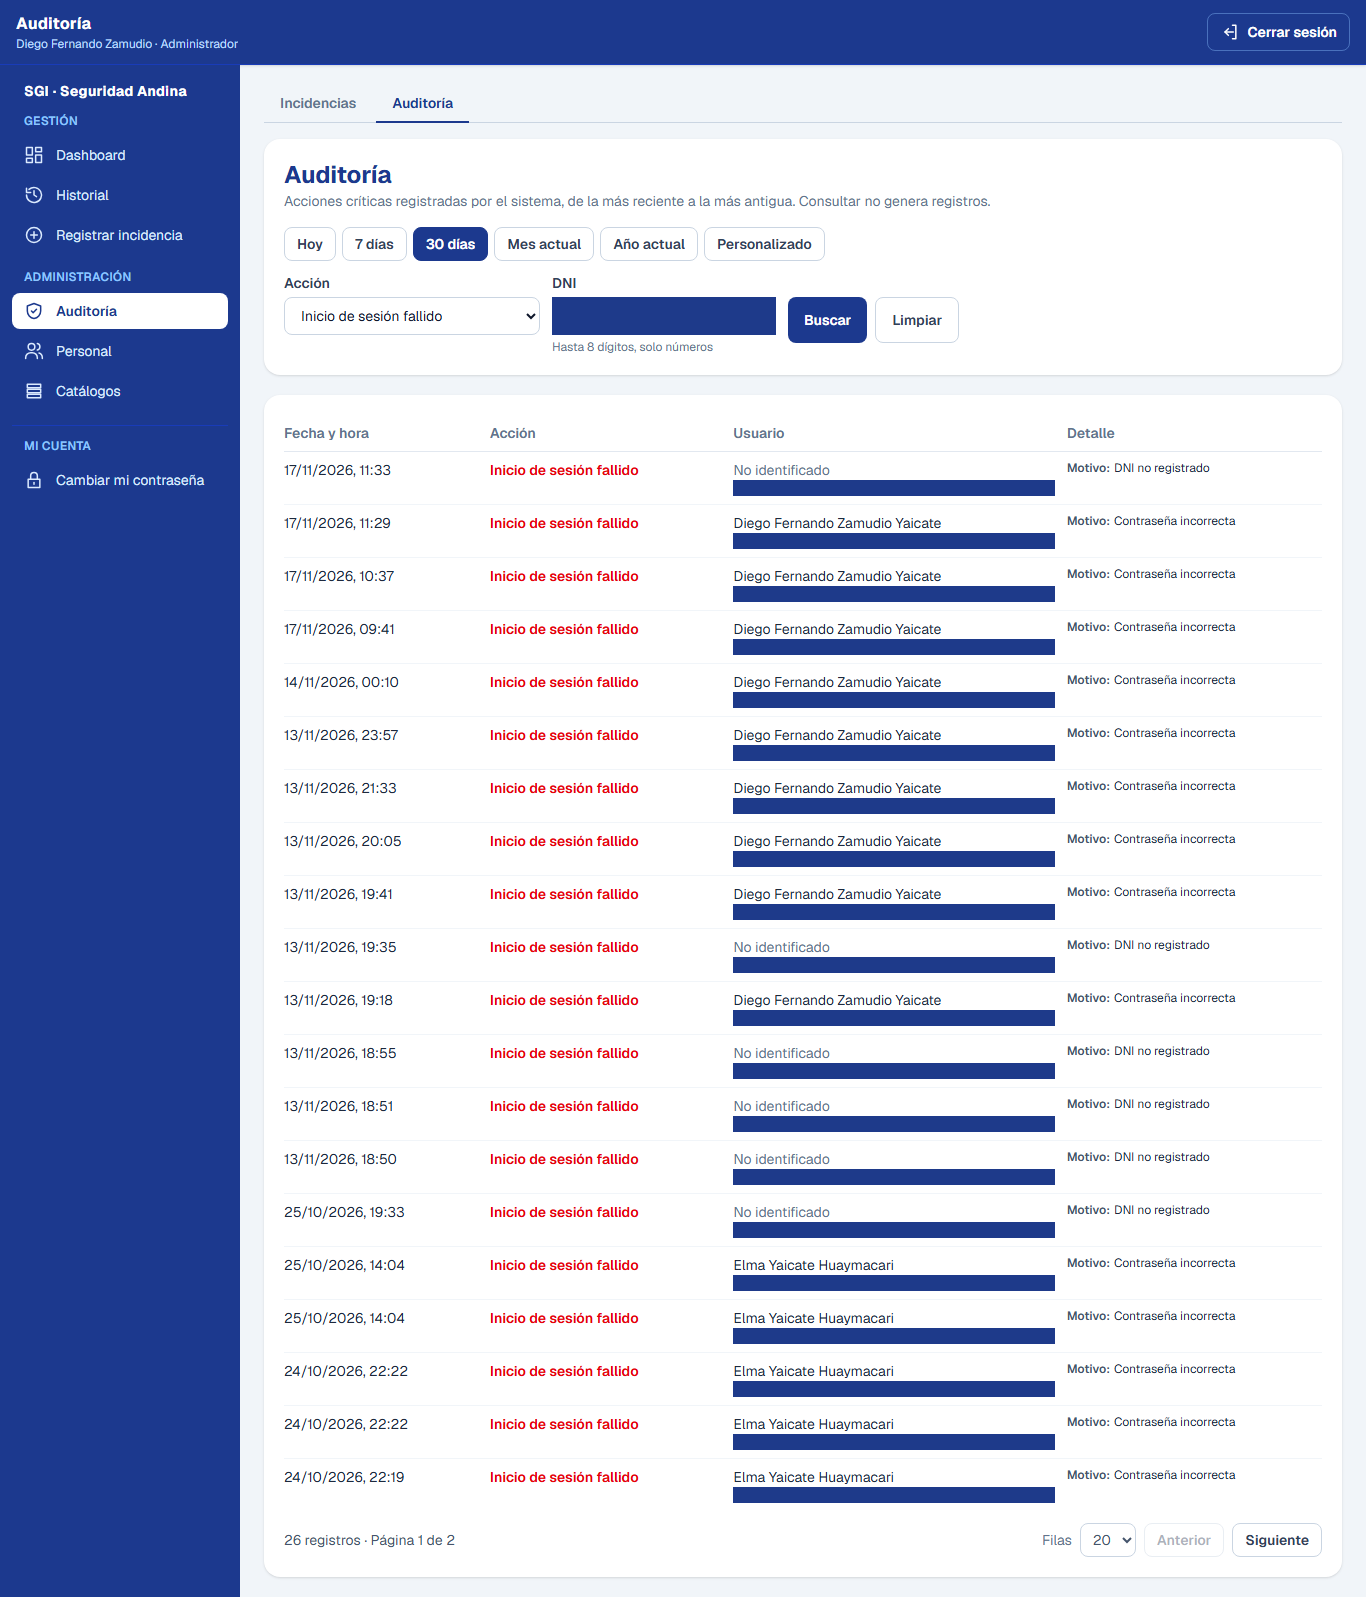 Auditoría
Diego Fernando Zamudio · Administrador
Cerrar sesión
SGI · Seguridad Andina
GESTIÓN
Dashboard
Historial
Registrar incidencia
ADMINISTRACIÓN
Auditoría
Personal
Catálogos
MI CUENTA
Cambiar mi contraseña
Incidencias Auditoría
Auditoría
Acciones críticas registradas por el sistema, de la más reciente a la más antigua. Consultar no genera registros.
Hoy 7 días 30 días Mes actual Año actual Personalizado
Acción DNI
Inicio de sesión fallido Buscar Limpiar
Hasta 8 dígitos, solo números
Fecha y hora Acción Usuario Detalle
17/11/2026, 11:33 Inicio de sesión fallido No identificado Motivo: DNI no registrado
17/11/2026, 11:29 Inicio de sesión fallido Diego Fernando Zamudio Yaicate Motivo: Contraseña incorrecta
17/11/2026, 10:37 Inicio de sesión fallido Diego Fernando Zamudio Yaicate Motivo: Contraseña incorrecta
17/11/2026, 09:41 Inicio de sesión fallido Diego Fernando Zamudio Yaicate Motivo: Contraseña incorrecta
14/11/2026, 00:10 Inicio de sesión fallido Diego Fernando Zamudio Yaicate Motivo: Contraseña incorrecta
13/11/2026, 23:57 Inicio de sesión fallido Diego Fernando Zamudio Yaicate Motivo: Contraseña incorrecta
13/11/2026, 21:33 Inicio de sesión fallido Diego Fernando Zamudio Yaicate Motivo: Contraseña incorrecta
13/11/2026, 20:05 Inicio de sesión fallido Diego Fernando Zamudio Yaicate Motivo: Contraseña incorrecta
13/11/2026, 19:41 Inicio de sesión fallido Diego Fernando Zamudio Yaicate Motivo: Contraseña incorrecta
13/11/2026, 19:35 Inicio de sesión fallido No identificado Motivo: DNI no registrado
13/11/2026, 19:18 Inicio de sesión fallido Diego Fernando Zamudio Yaicate Motivo: Contraseña incorrecta
13/11/2026, 18:55 Inicio de sesión fallido No identificado Motivo: DNI no registrado
13/11/2026, 18:51 Inicio de sesión fallido No identificado Motivo: DNI no registrado
13/11/2026, 18:50 Inicio de sesión fallido No identificado Motivo: DNI no registrado
25/10/2026, 19:33 Inicio de sesión fallido No identificado Motivo: DNI no registrado
25/10/2026, 14:04 Inicio de sesión fallido Elma Yaicate Huaymacari Motivo: Contraseña incorrecta
25/10/2026, 14:04 Inicio de sesión fallido Elma Yaicate Huaymacari Motivo: Contraseña incorrecta
24/10/2026, 22:22 Inicio de sesión fallido Elma Yaicate Huaymacari Motivo: Contraseña incorrecta
24/10/2026, 22:22 Inicio de sesión fallido Elma Yaicate Huaymacari Motivo: Contraseña incorrecta
24/10/2026, 22:19 Inicio de sesión fallido Elma Yaicate Huaymacari Motivo: Contraseña incorrecta
26 registros · Página 1 de 2 Filas 20 Anterior Siguiente